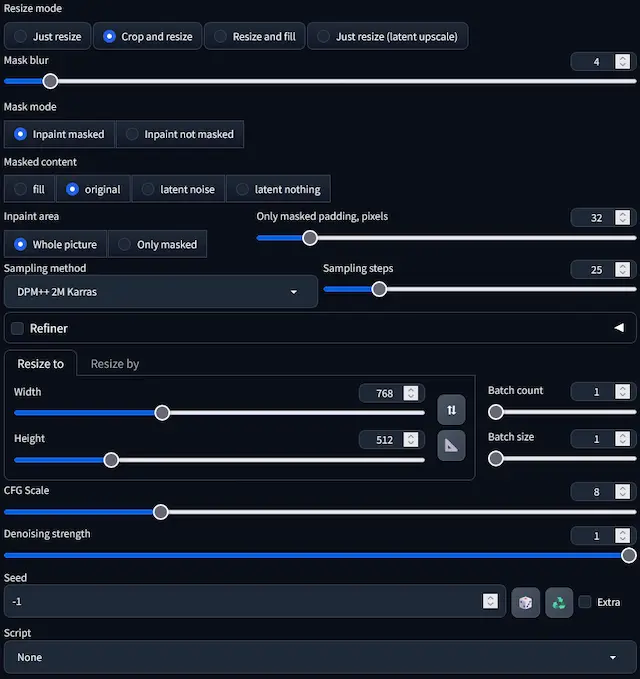 Resize mode
Just resize Crop and resize Resize and fill Just resize (latent upscale)
Mask blur 4
Mask mode
Inpaint masked Inpaint not masked
Masked content
fill original latent noise latent nothing
Inpaint area Only masked padding, pixels 32
Whole picture Only masked
Sampling method Sampling steps 25
DPM++ 2M Karras
Refiner
Resize to Resize by
Width 768 Batch count 1
Height 512 Batch size 1
CFG Scale 8
Denoising strength 1
Seed
-1 Extra
Script
None